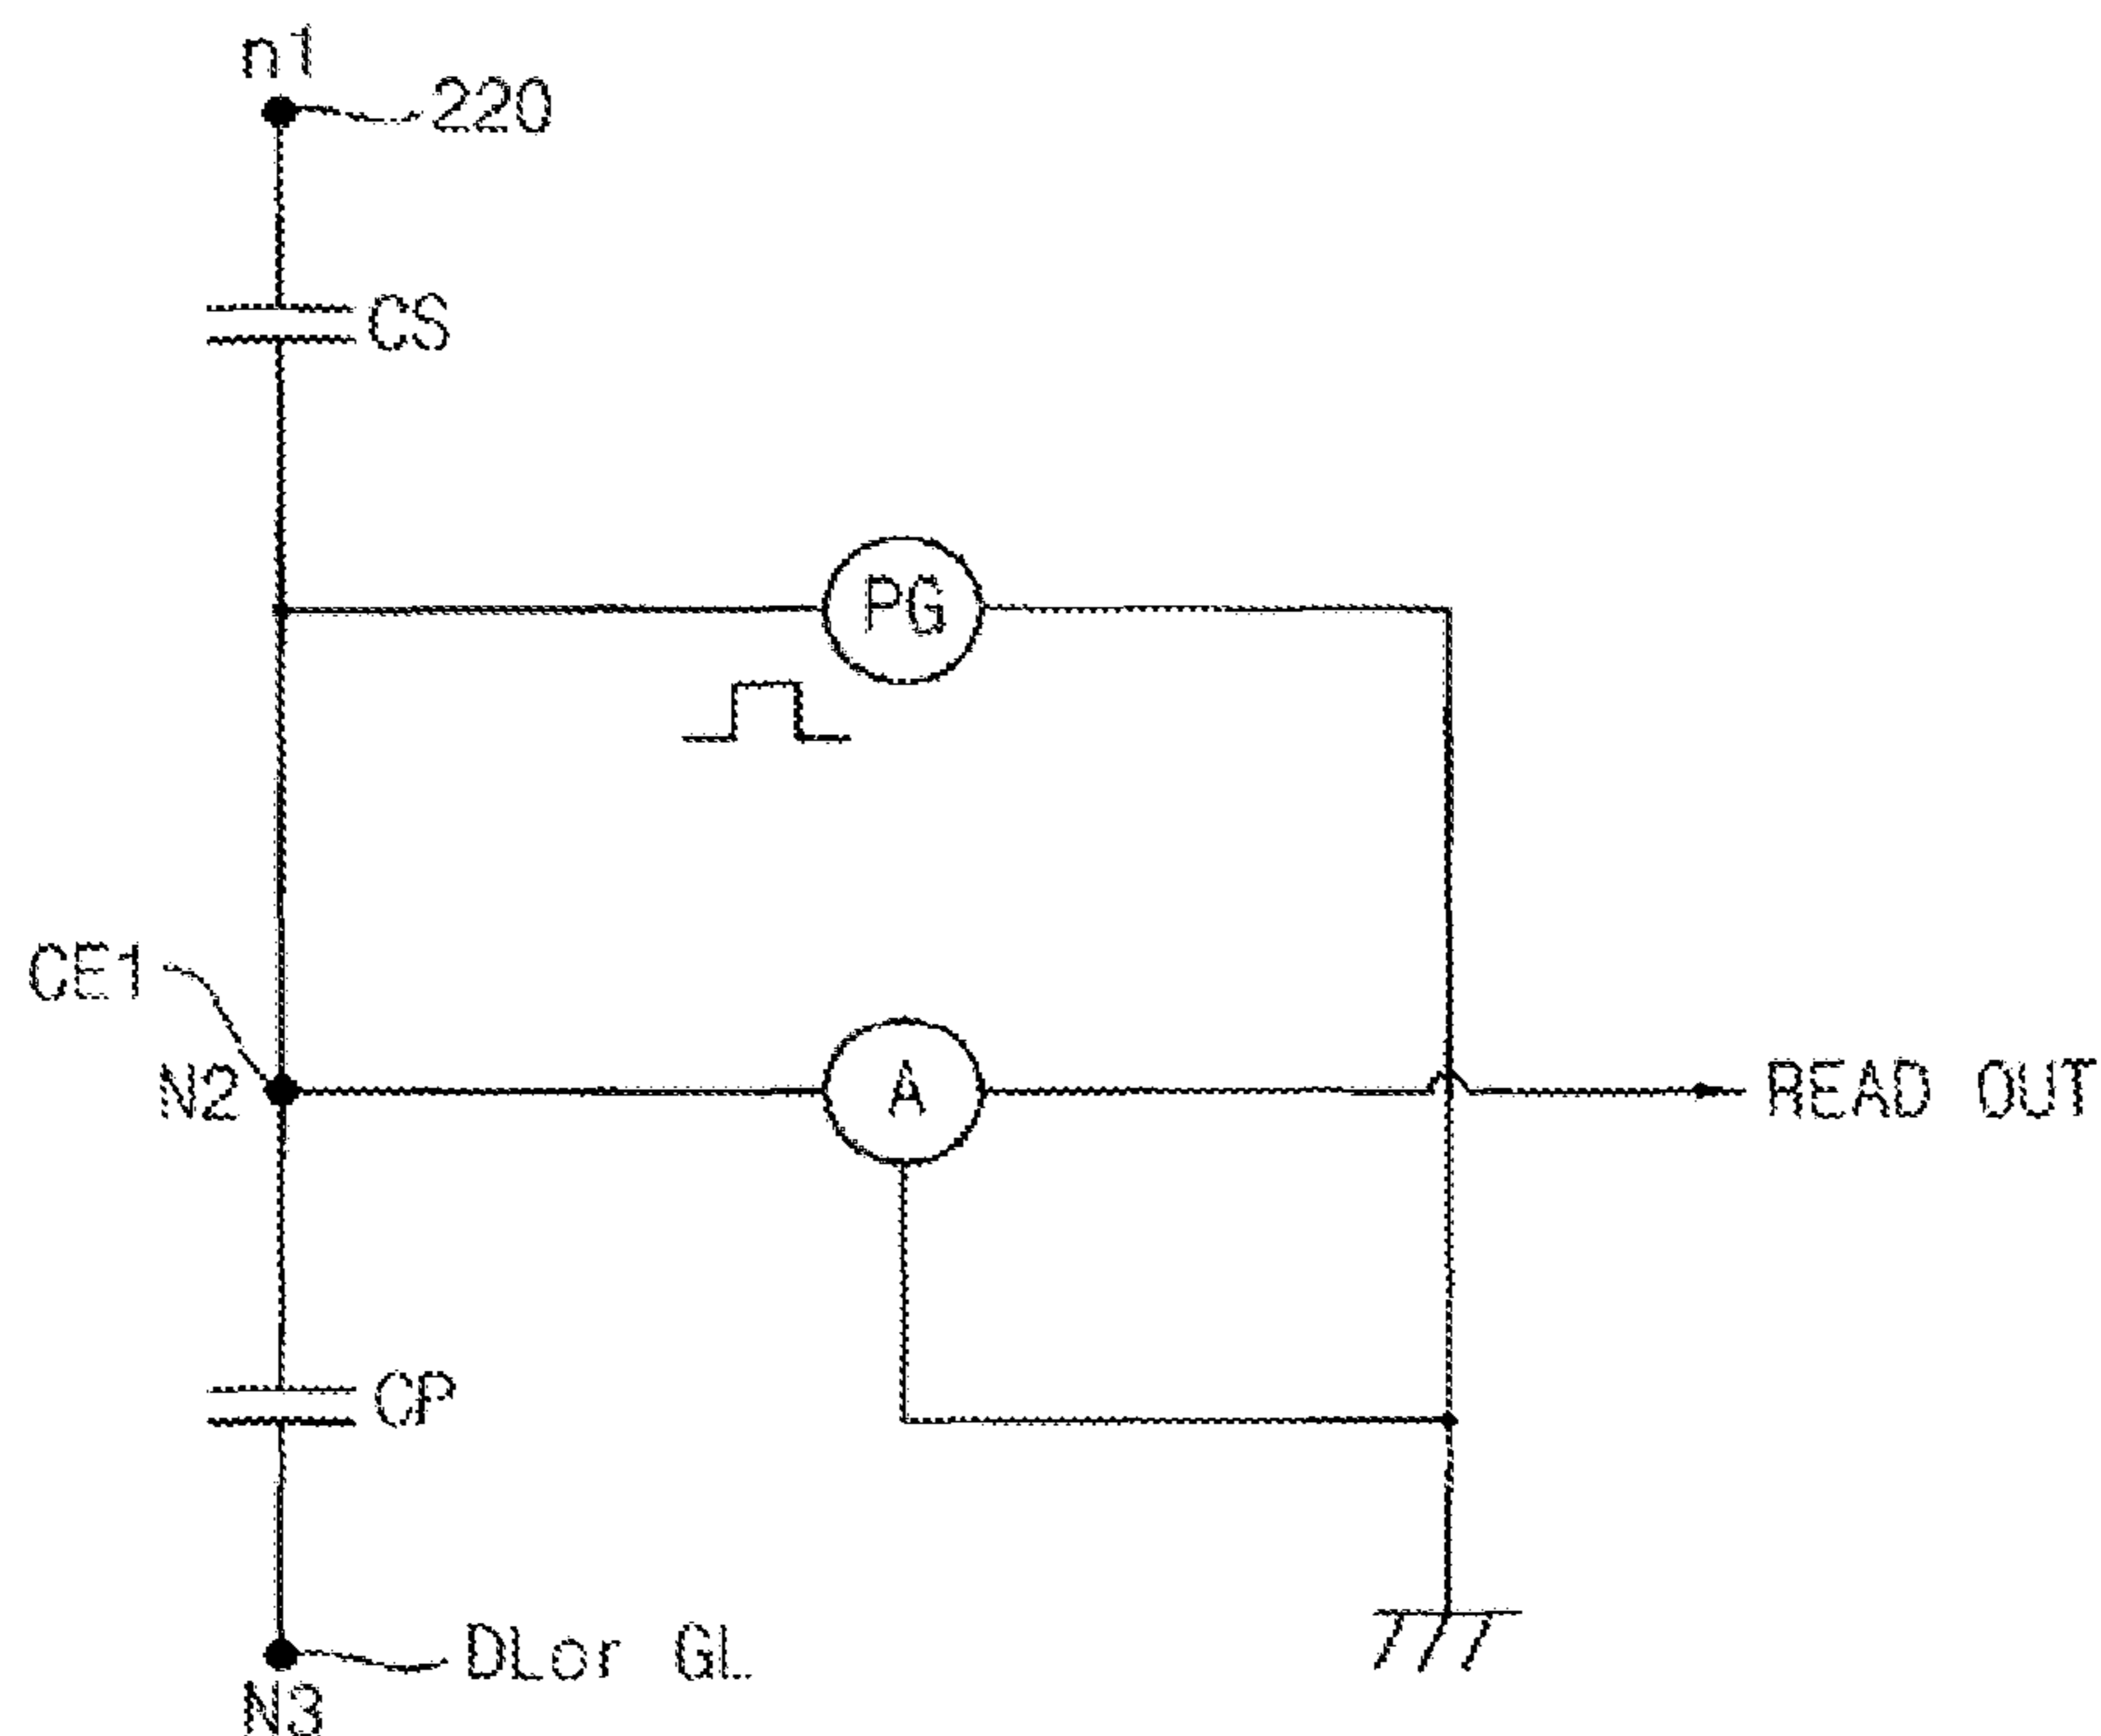 n1
220
CS
PG
CE1
N2
A
READ OUT
CP
DLor GL
N3